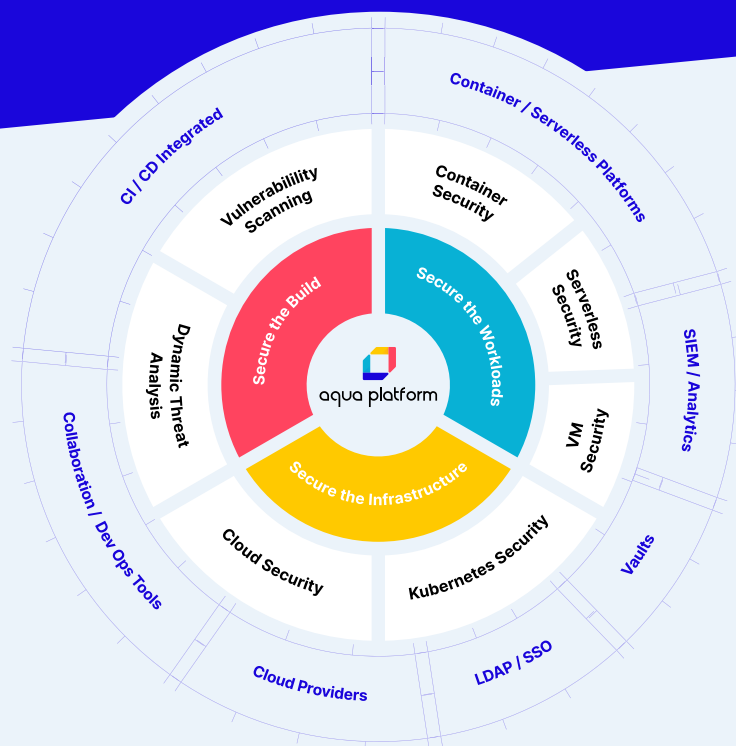 CI / CD Integrated
Container / Serverless Platforms
Vulnerabilility
Scanning
Container
Security
Secure the Build
Secure the Workloads
Serverless
Security
SIEM / Analytics
Dynamic Threat
Analysis
aqua platform
VM
Security
Collaboration / Dev Ops Tools
Secure the Infrastructure
Cloud Security
Kubernetes Security
Vaults
Cloud Providers
LDAP / SSO